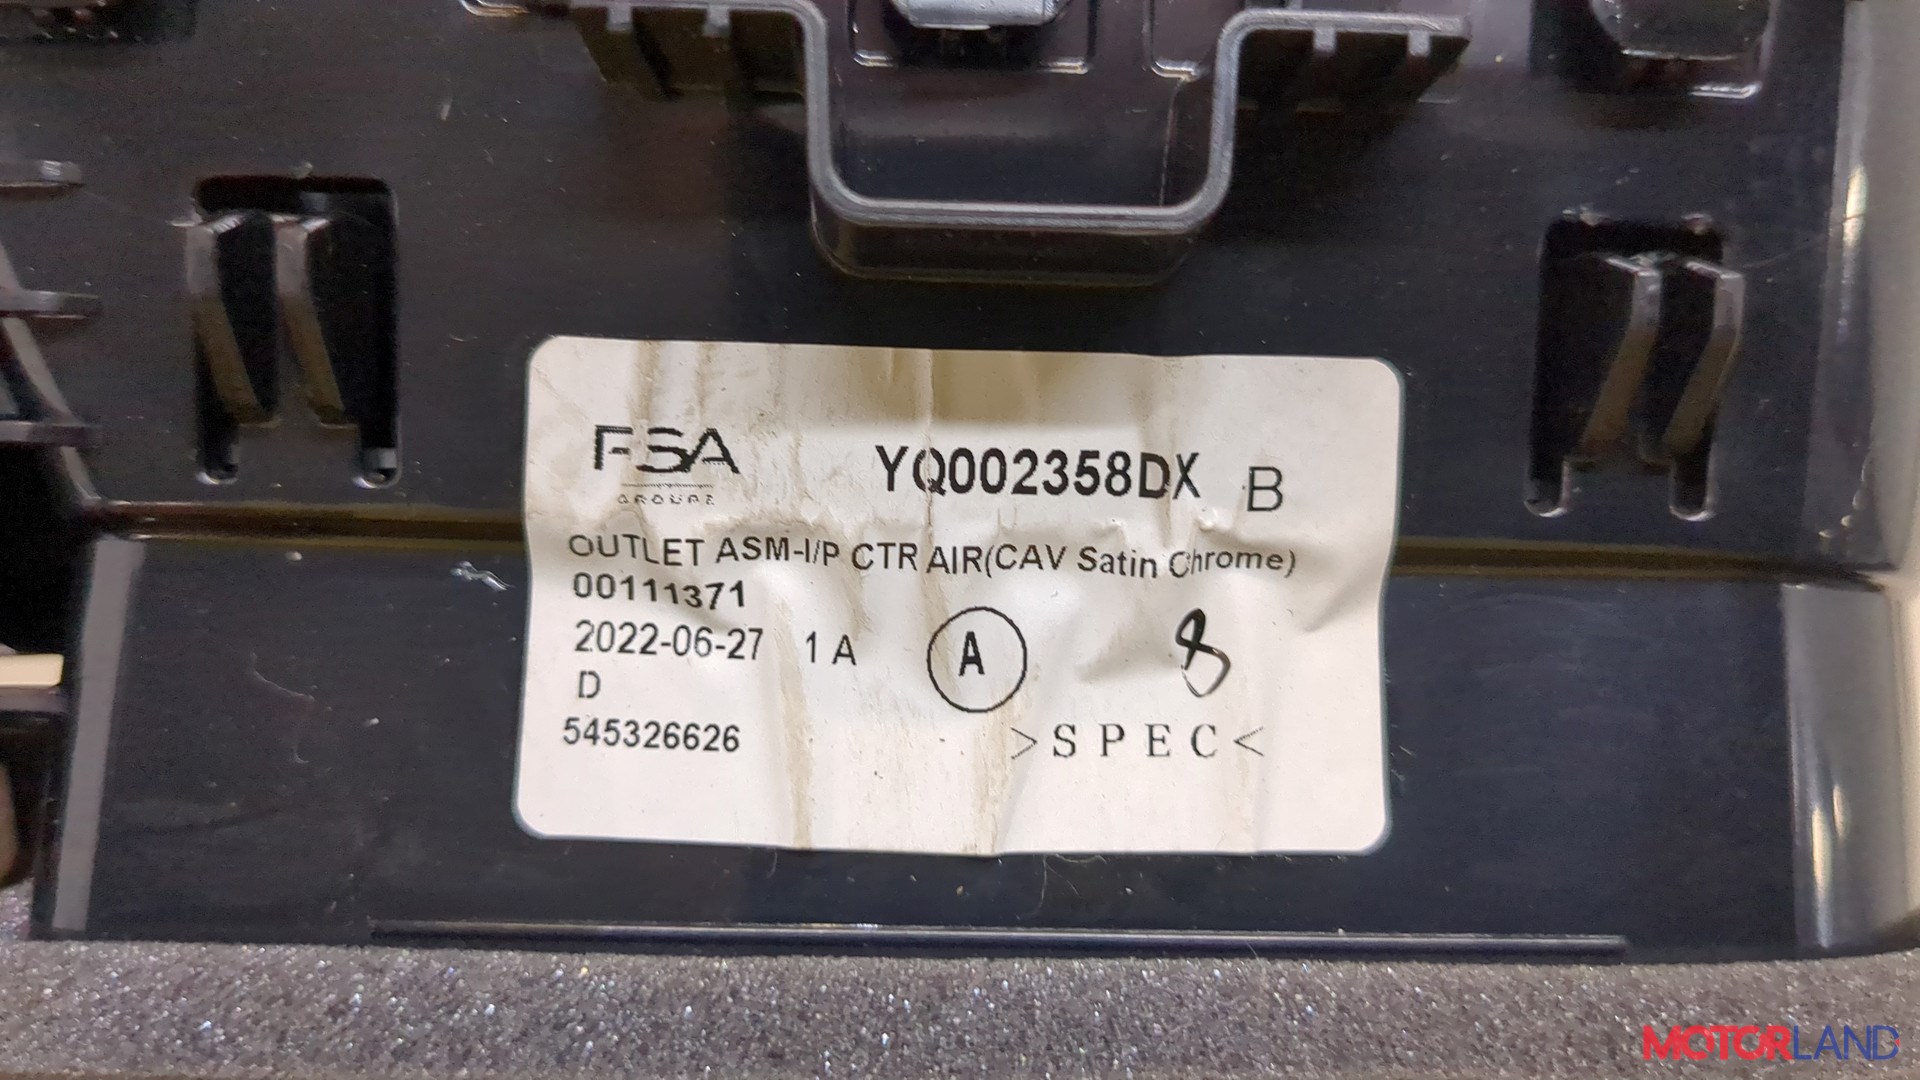 PSA YQ002358DX B
GROUPE
OUTLET ASM-I/P CTR AIR(CAV Satin Chrome)
00111371
2022-06-27 1 A A 8
D
545326626 >SPEC<
MOTORLAND